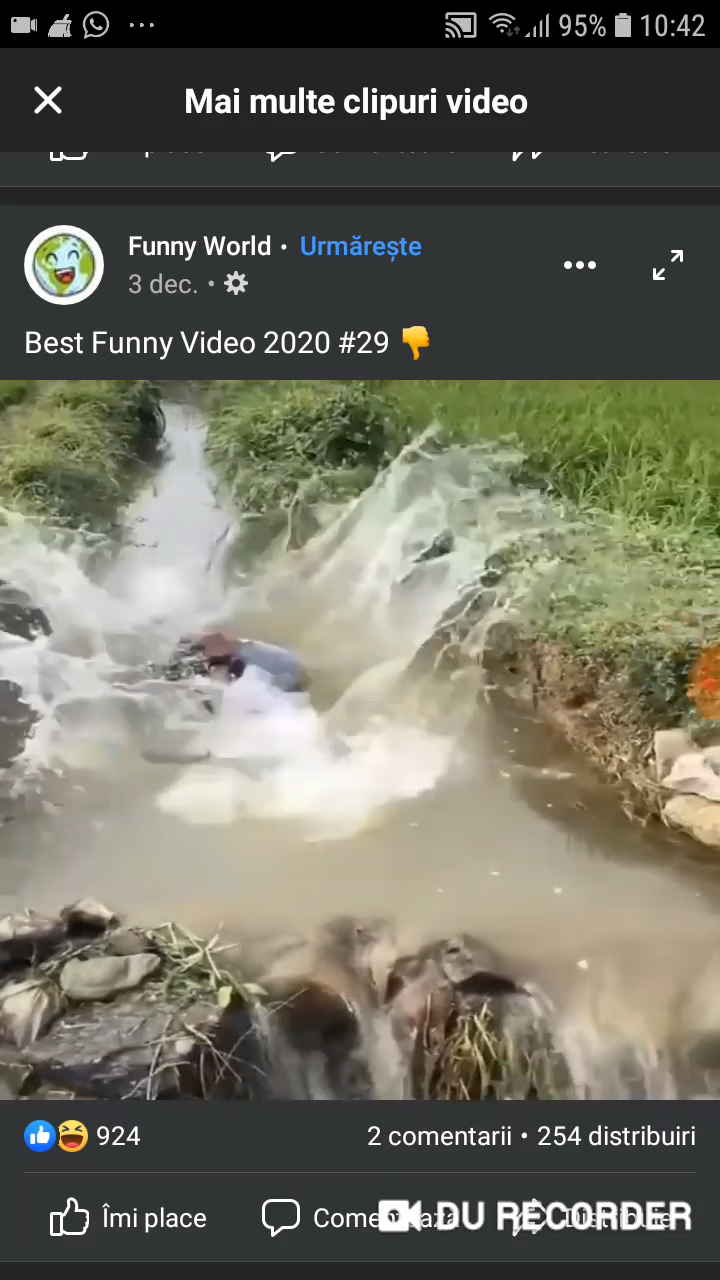 95% 10:42
Mai multe clipuri video
Funny World • Urmărește
3 dec.
Best Funny Video 2020 #29 👎
924
2 comentarii • 254 distribuiri
Îmi place
DU RECORDER